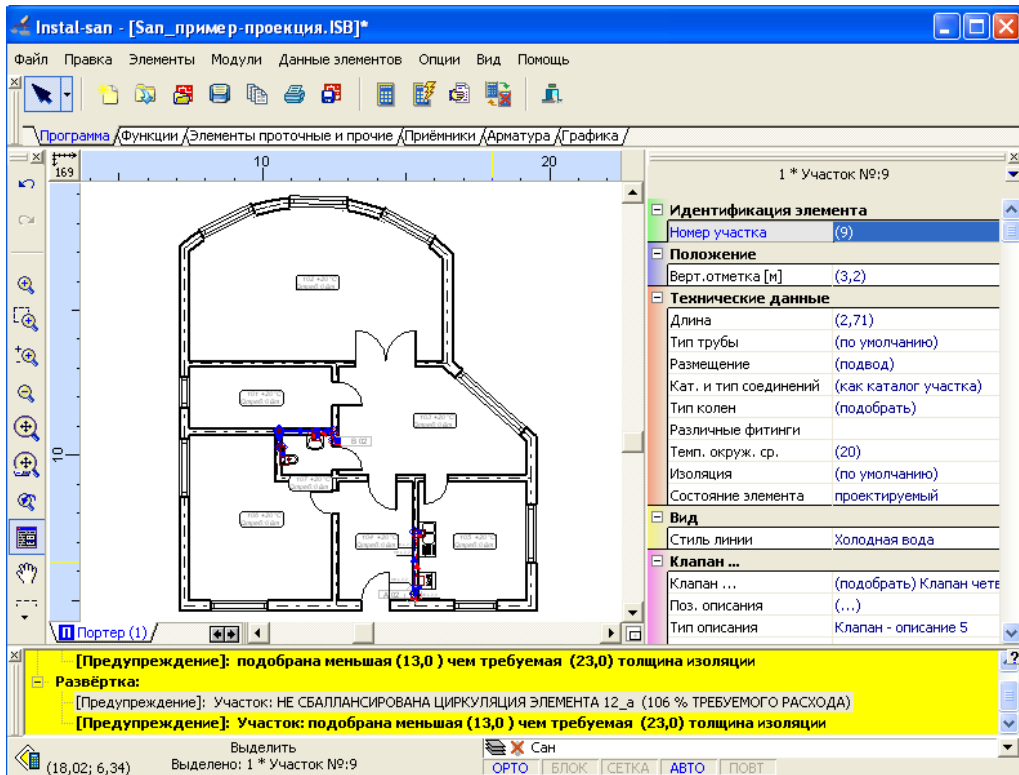 Instal-san - [San_пример-проекция.ISB]*
Файл Правка Элементы Модули Данные элементов Опции Вид Помощь
Программа Функции Элементы проточные и прочие Приёмники Арматура Графика
169 10 20
1 * Участок №:9
Идентификация элемента
Номер участка (9)
Положение
Верт.отметка [м] (3,2)
Технические данные
Длина (2,71)
Тип трубы (по умолчанию)
Размещение (подвод)
Кат. и тип соединений (как каталог участка)
Тип колен (подобрать)
Различные фитинги
Темп. окруж. ср. (20)
Изоляция (по умолчанию)
Состояние элемента проектируемый
Вид
Стиль линии Холодная вода
Клапан ...
Клапан ... (подобрать) Клапан четв
Поз. описания (...)
Тип описания Клапан - описание 5
10
B 02
Портер (1)
[Предупреждение]: подобрана меньшая (13,0 ) чем требуемая (23,0) толщина изоляции
Развёртка:
[Предупреждение]: Участок: НЕ СБАЛЛАНСИРОВАНА ЦИРКУЛЯЦИЯ ЭЛЕМЕНТА 12_a (106 % ТРЕБУЕМОГО РАСХОДА)
[Предупреждение]: Участок: подобрана меньшая (13,0 ) чем требуемая (23,0) толщина изоляции
(18,02; 6,34)
Выделить
Выделено: 1 * Участок №:9
Сан
ОРТО БЛОК СЕТКА АВТО ПОВТ